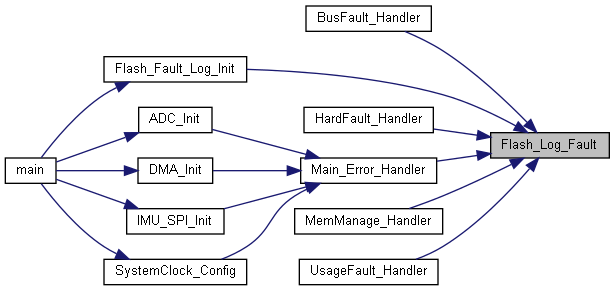 BusFault_Handler
Flash_Fault_Log_Init
ADC_Init
HardFault_Handler
Flash_Log_Fault
main
DMA_Init
Main_Error_Handler
IMU_SPI_Init
MemManage_Handler
SystemClock_Config
UsageFault_Handler